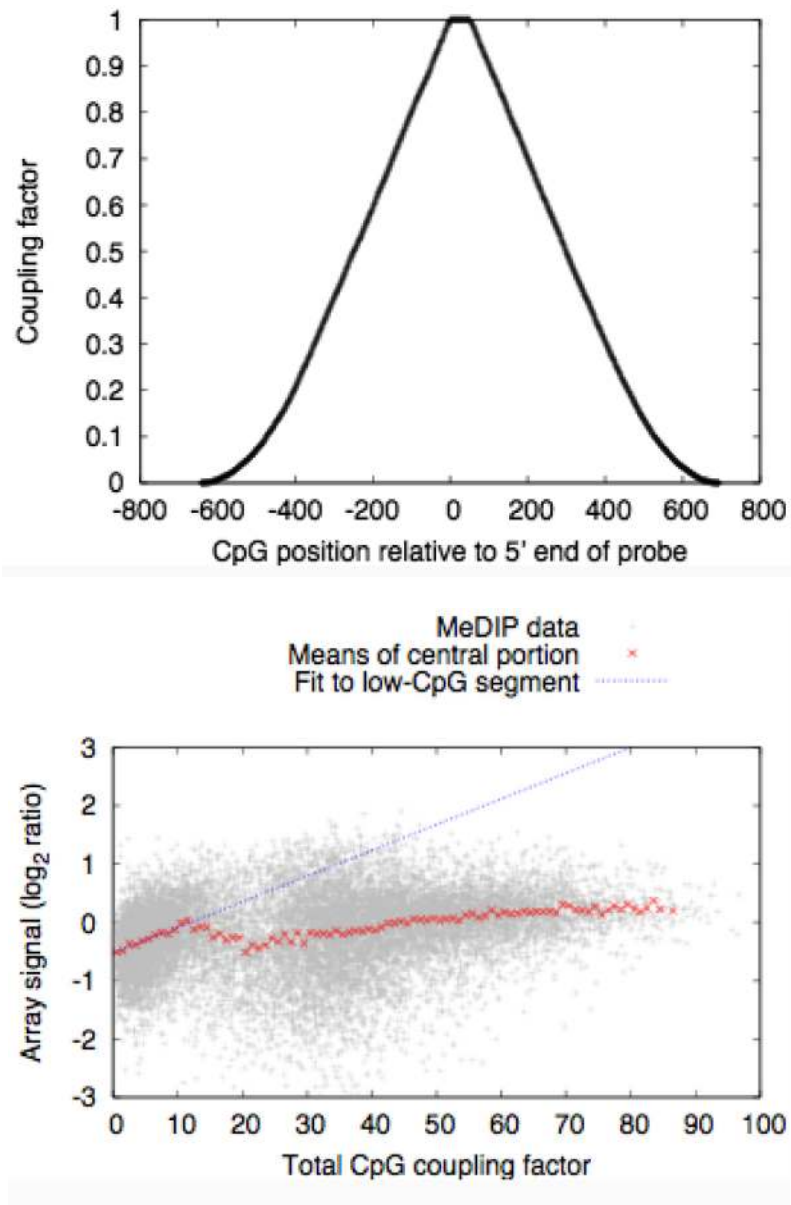 1
0.9
0.8
0.7
0.6
0.5
0.4
0.3
0.2
0.1
0
Coupling factor
-800 -600 -400 -200 0 200 400 600 800
CpG position relative to 5' end of probe
MeDIP data
Means of central portion
Fit to low-CpG segment
3
2
1
0
-1
-2
-3
Array signal (log2 ratio)
0 10 20 30 40 50 60 70 80 90 100
Total CpG coupling factor